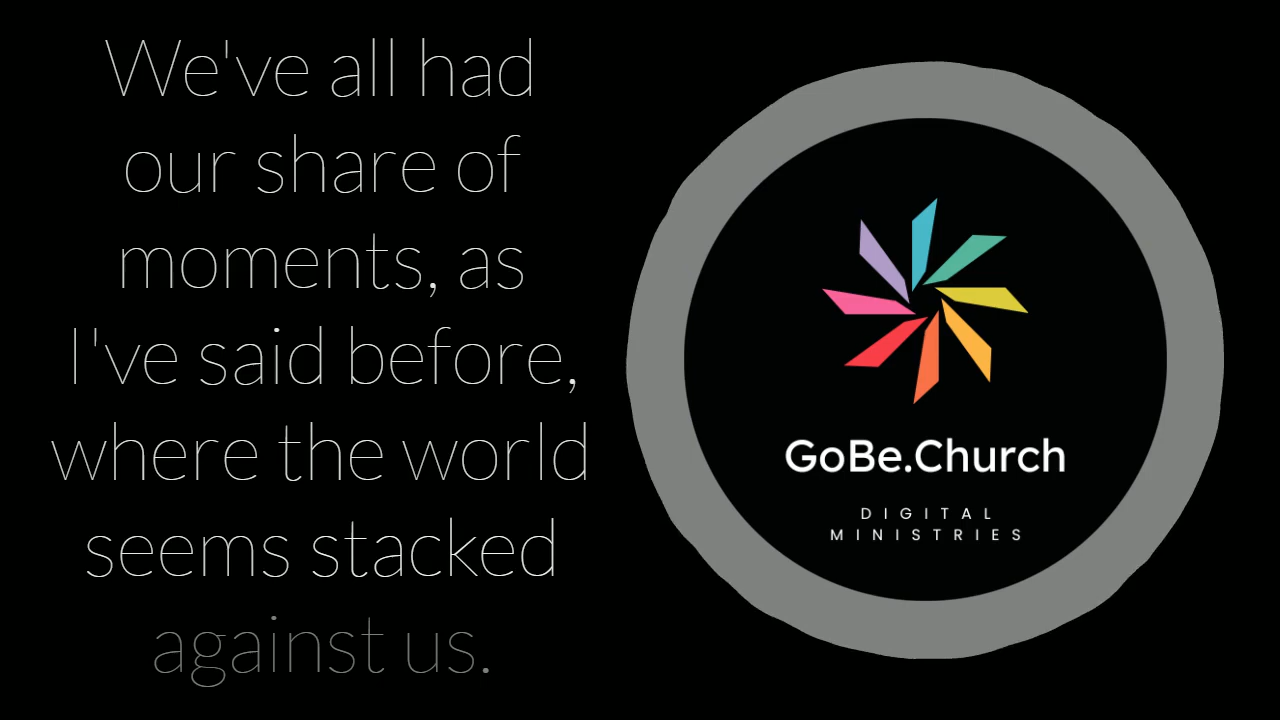 We've all had
our share of
moments, as
I've said before,
where the world
seems stacked
against us.
GoBe.Church
DIGITAL
MINISTRIES